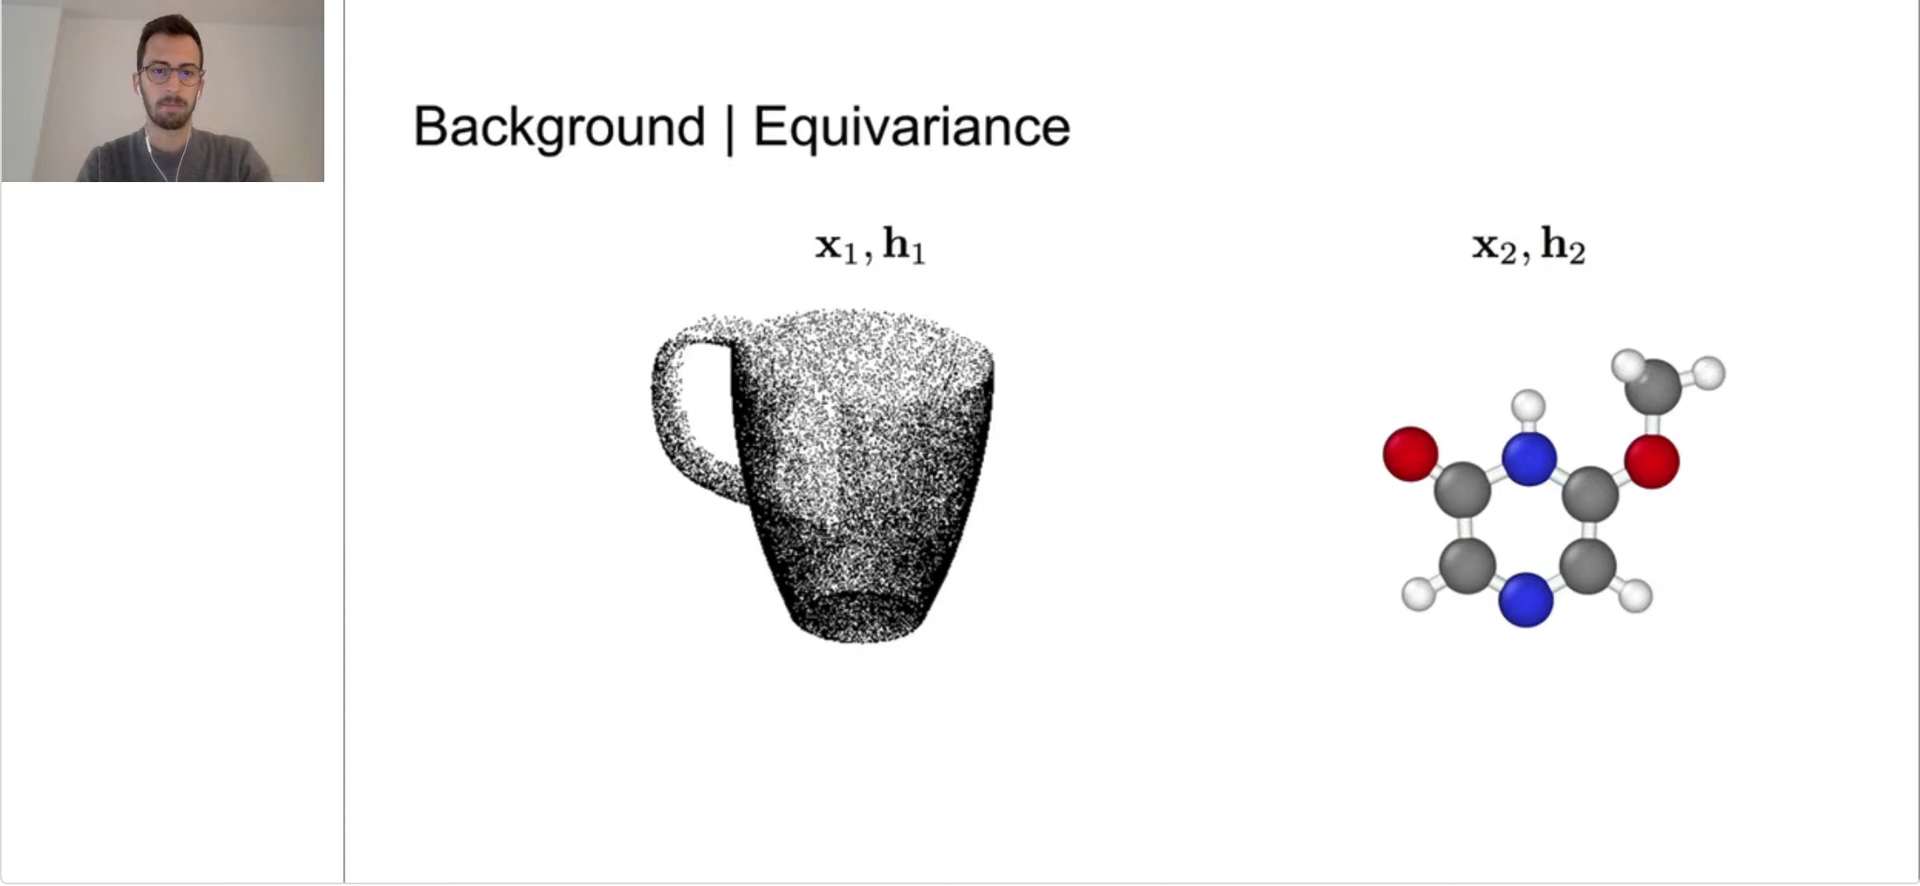 Background | Equivariance
x₁, h₁
x₂, h₂